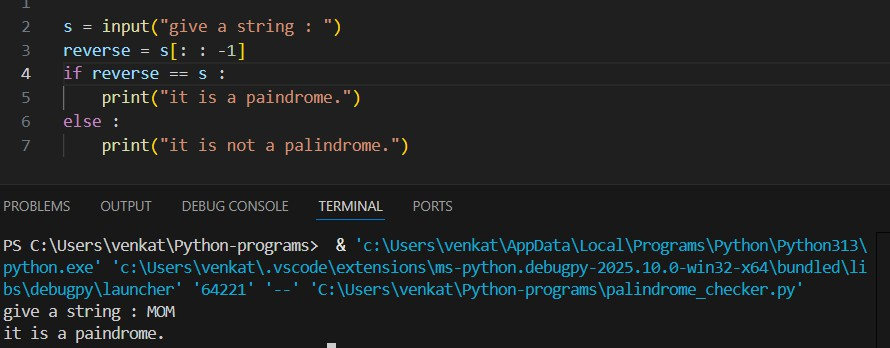 1
2 s = input("give a string : ")
3 reverse = s[: : -1]
4 if reverse == s :
5     print("it is a paindrome.")
6 else :
7     print("it is not a palindrome.")
PROBLEMS OUTPUT DEBUG CONSOLE TERMINAL PORTS
PS C:\Users\venkat\Python-programs>  & 'c:\Users\venkat\AppData\Local\Programs\Python\Python313\
python.exe' 'c:\Users\venkat\.vscode\extensions\ms-python.debugpy-2025.10.0-win32-x64\bundled\li
bs\debugpy\launcher' '64221' '--' 'C:\Users\venkat\Python-programs\palindrome_checker.py'
give a string : MOM
it is a paindrome.